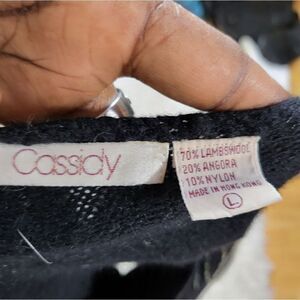 Cassidy
70% LAMBSWOOL
20% ANGORA
10% NYLON
MADE IN HONG KONG
L